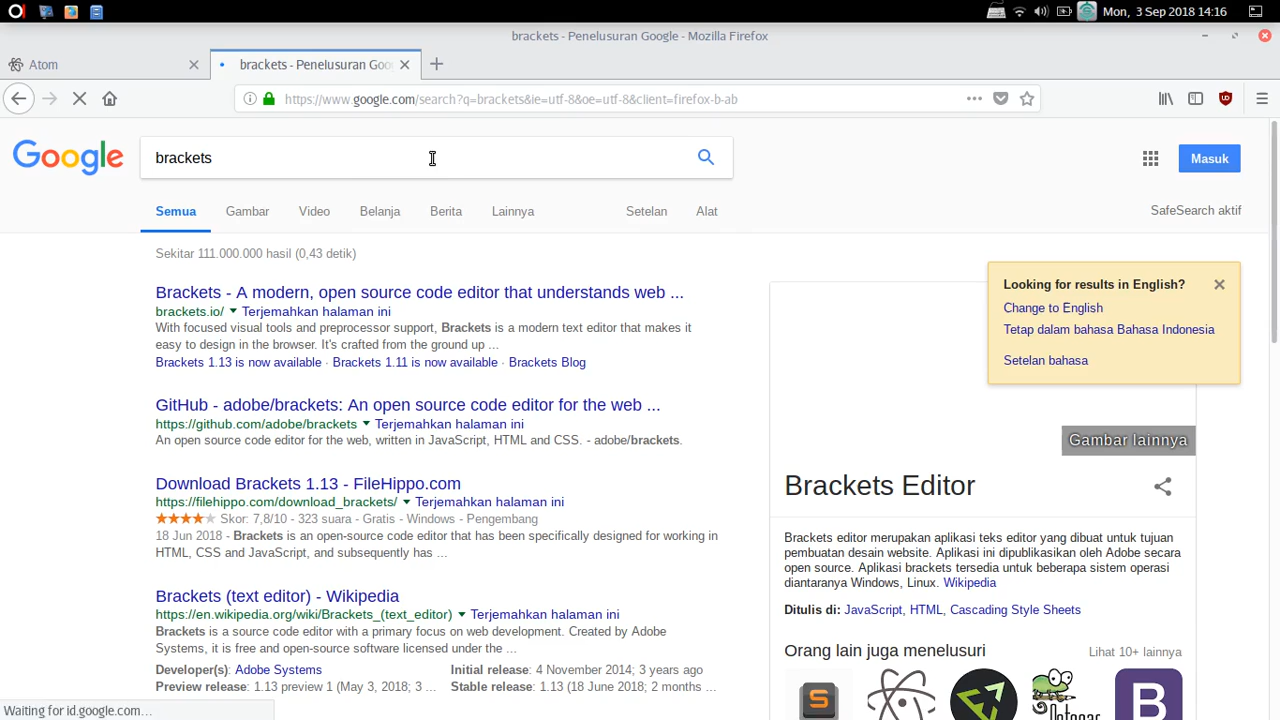 Mon, 3 Sep 2018 14:16
brackets - Penelusuran Google - Mozilla Firefox
Atom
brackets - Penelusuran Goo
https://www.google.com/search?q=brackets&ie=utf-8&oe=utf-8&client=firefox-b-ab
Google
brackets
Masuk
Semua Gambar Video Belanja Berita Lainnya Setelan Alat
SafeSearch aktif
Sekitar 111.000.000 hasil (0,43 detik)
Brackets - A modern, open source code editor that understands web ...
brackets.io/ Terjemahkan halaman ini
With focused visual tools and preprocessor support, Brackets is a modern text editor that makes it
easy to design in the browser. It's crafted from the ground up ...
Brackets 1.13 is now available · Brackets 1.11 is now available · Brackets Blog
GitHub - adobe/brackets: An open source code editor for the web ...
https://github.com/adobe/brackets Terjemahkan halaman ini
An open source code editor for the web, written in JavaScript, HTML and CSS. - adobe/brackets.
Download Brackets 1.13 - FileHippo.com
https://filehippo.com/download_brackets/ Terjemahkan halaman ini
Skor: 7,8/10 - 323 suara - Gratis - Windows - Pengembang
18 Jun 2018 - Brackets is an open-source code editor that has been specifically designed for working in
HTML, CSS and JavaScript, and subsequently has ...
Brackets (text editor) - Wikipedia
https://en.wikipedia.org/wiki/Brackets_(text_editor) Terjemahkan halaman ini
Brackets is a source code editor with a primary focus on web development. Created by Adobe
Systems, it is free and open-source software licensed under the ...
Developer(s): Adobe Systems
Initial release: 4 November 2014; 3 years ago
Preview release: 1.13 preview 1 (May 3, 2018; 3 ...
Stable release: 1.13 (18 June 2018; 2 months ...
Looking for results in English?
Change to English
Tetap dalam bahasa Bahasa Indonesia
Setelan bahasa
Gambar lainnya
Brackets Editor
Brackets editor merupakan aplikasi teks editor yang dibuat untuk tujuan
pembuatan desain website. Aplikasi ini dipublikasikan oleh Adobe secara
open source. Aplikasi brackets tersedia untuk beberapa sistem operasi
diantaranya Windows, Linux. Wikipedia
Ditulis di: JavaScript, HTML, Cascading Style Sheets
Orang lain juga menelusuri
Lihat 10+ lainnya
S
B
Waiting for id.google.com...